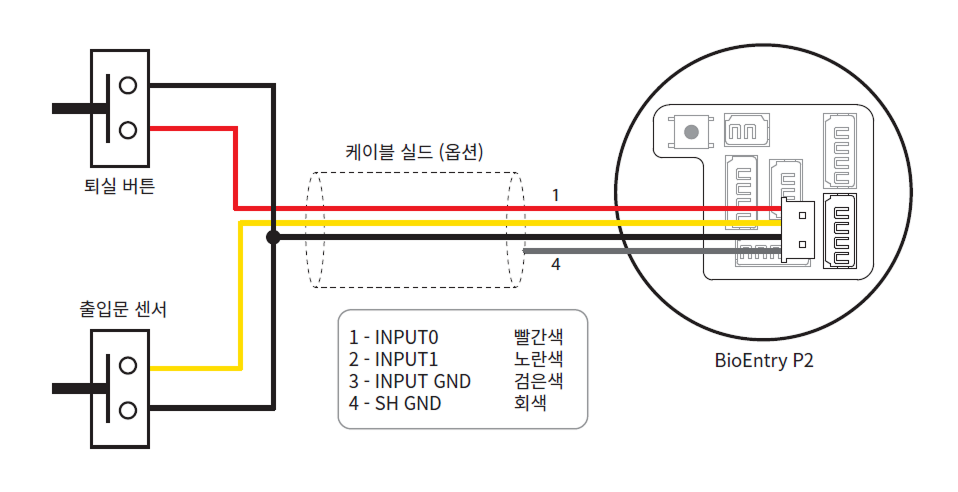 케이블 실드 (옵션)
퇴실 버튼
1
4
출입문 센서
1 - INPUT0 빨간색
2 - INPUT1 노란색
3 - INPUT GND 검은색
4 - SH GND 회색
BioEntry P2